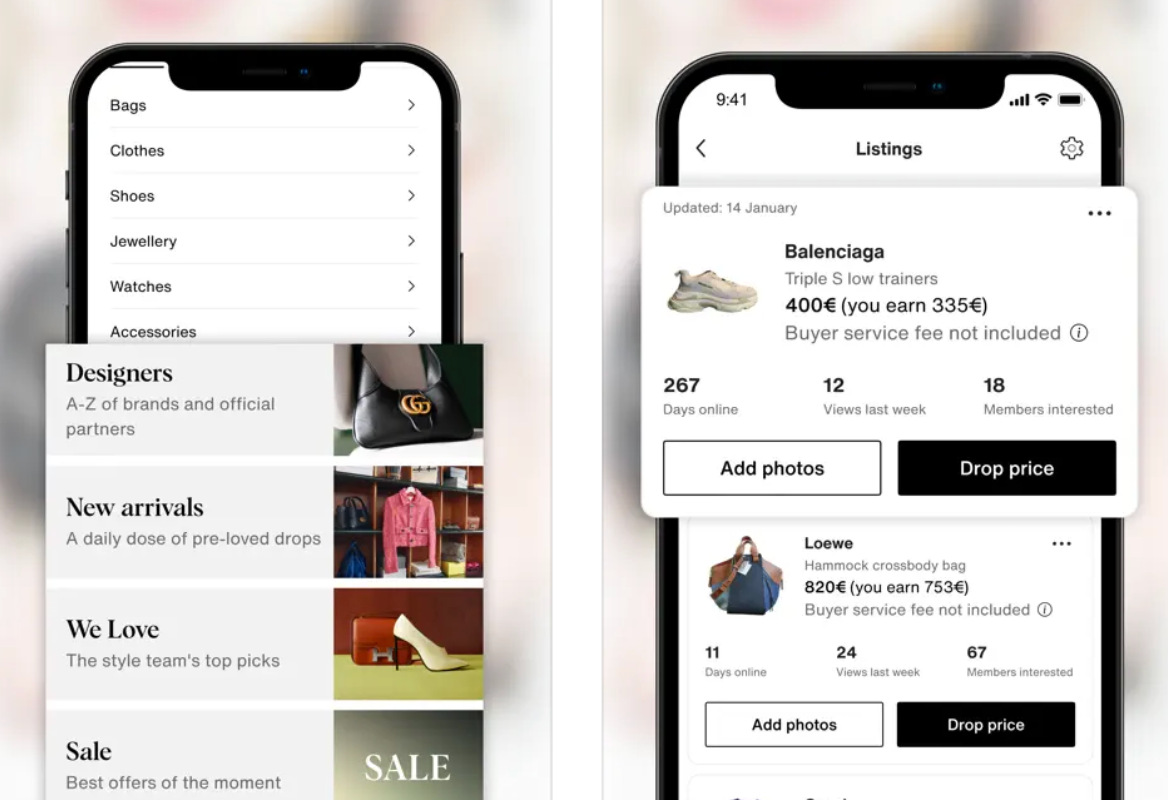 Bags
Clothes
Shoes
Jewellery
Watches
Accessories
Designers
A-Z of brands and official
partners
New arrivals
A daily dose of pre-loved drops
We Love
The style team's top picks
Sale
Best offers of the moment
SALE
9:41
Listings
Updated: 14 January
Balenciaga
Triple S low trainers
400€ (you earn 335€)
Buyer service fee not included
267 12 18
Days online Views last week Members interested
Add photos Drop price
Loewe
Hammock crossbody bag
820€ (you earn 753€)
Buyer service fee not included
11 24 67
Days online Views last week Members interested
Add photos Drop price